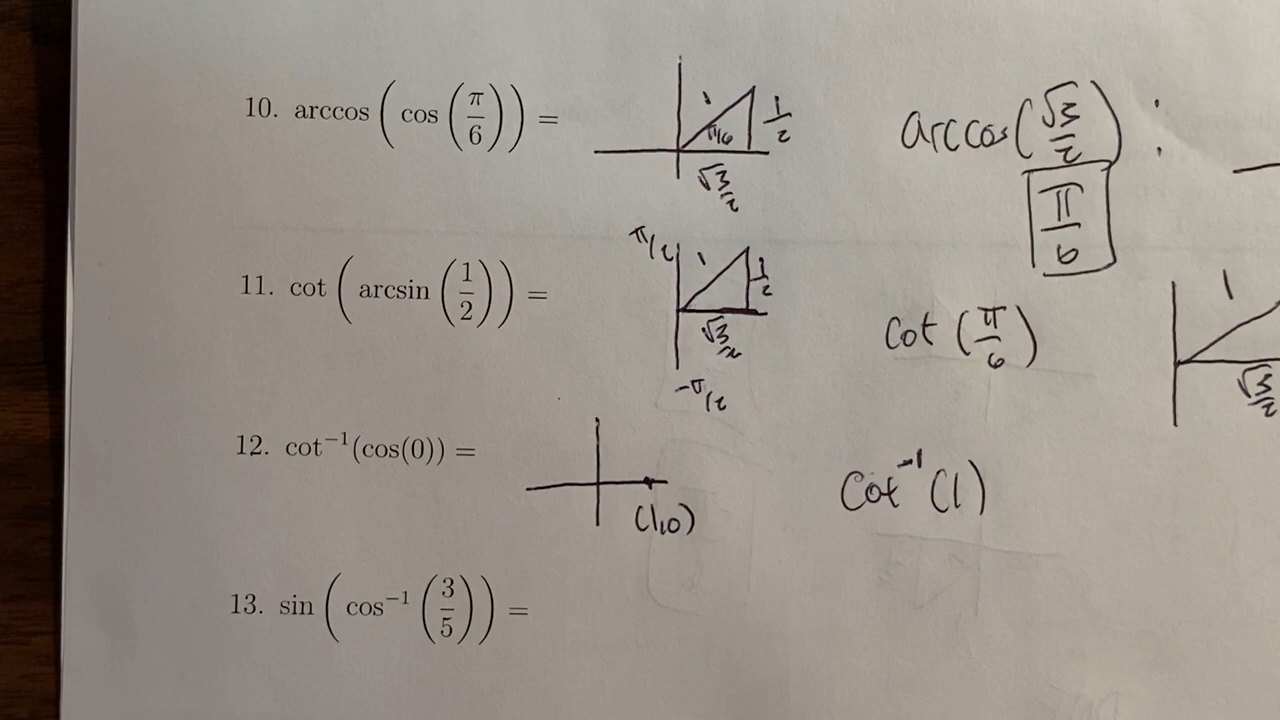 10. arccos(cos(π/6)) =
1
π/6
1/2
√3/2
arccos(√3/2) :
π/6
11. cot(arcsin(1/2)) =
π/2
1
1/2
√3/2
-π/2
cot(π/6)
1
√3/2
12. cot⁻¹(cos(0)) =
(1,0)
Cot⁻¹(1)
13. sin(cos⁻¹(3/5)) =